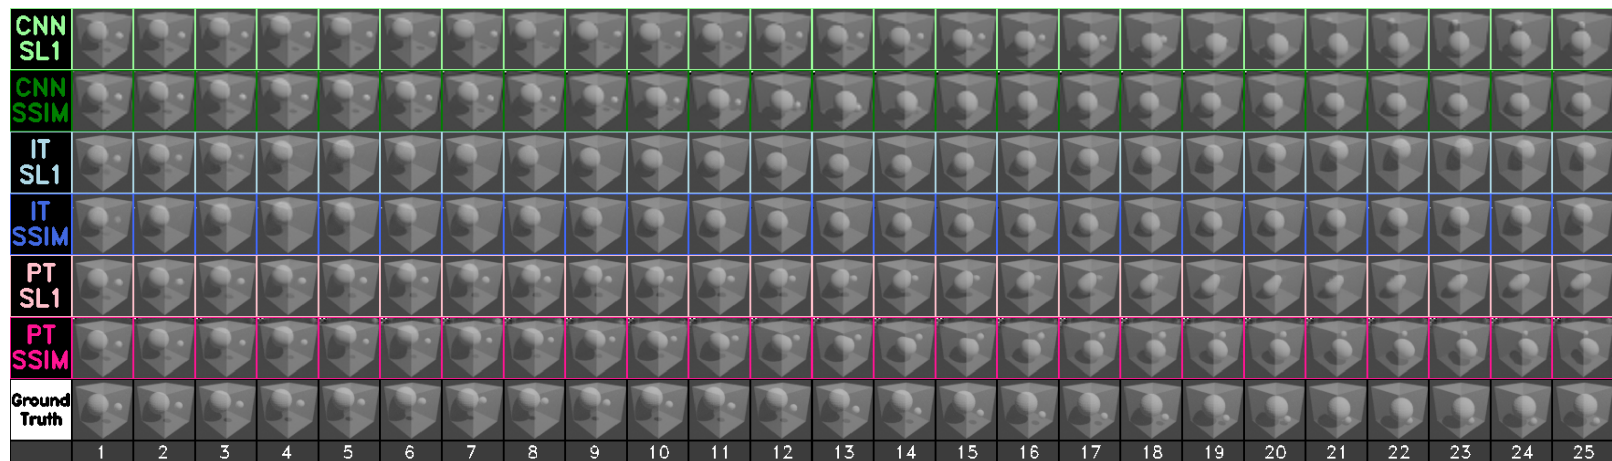 CNN
SL1
CNN
SSIM
IT
SL1
IT
SSIM
PT
SL1
PT
SSIM
Ground
Truth
1 2 3 4 5 6 7 8 9 10 11 12 13 14 15 16 17 18 19 20 21 22 23 24 25